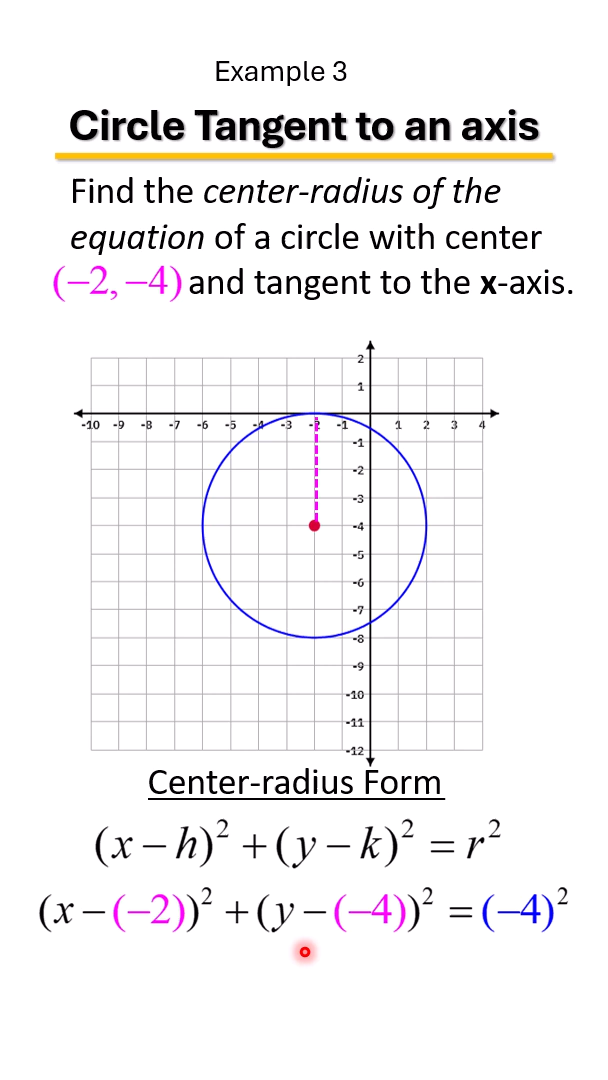 Example 3
Circle Tangent to an axis
Find the center-radius of the
equation of a circle with center
(−2,−4) and tangent to the x-axis.
2
1
-10 -9 -8 -7 -6 -5 -4 -3 -2 -1 1 2 3 4
-1
-2
-3
-4
-5
-6
-7
-8
-9
-10
-11
-12
Center-radius Form
(x − h)² + (y − k)² = r²
(x − (−2))² + (y − (−4))² = (−4)²